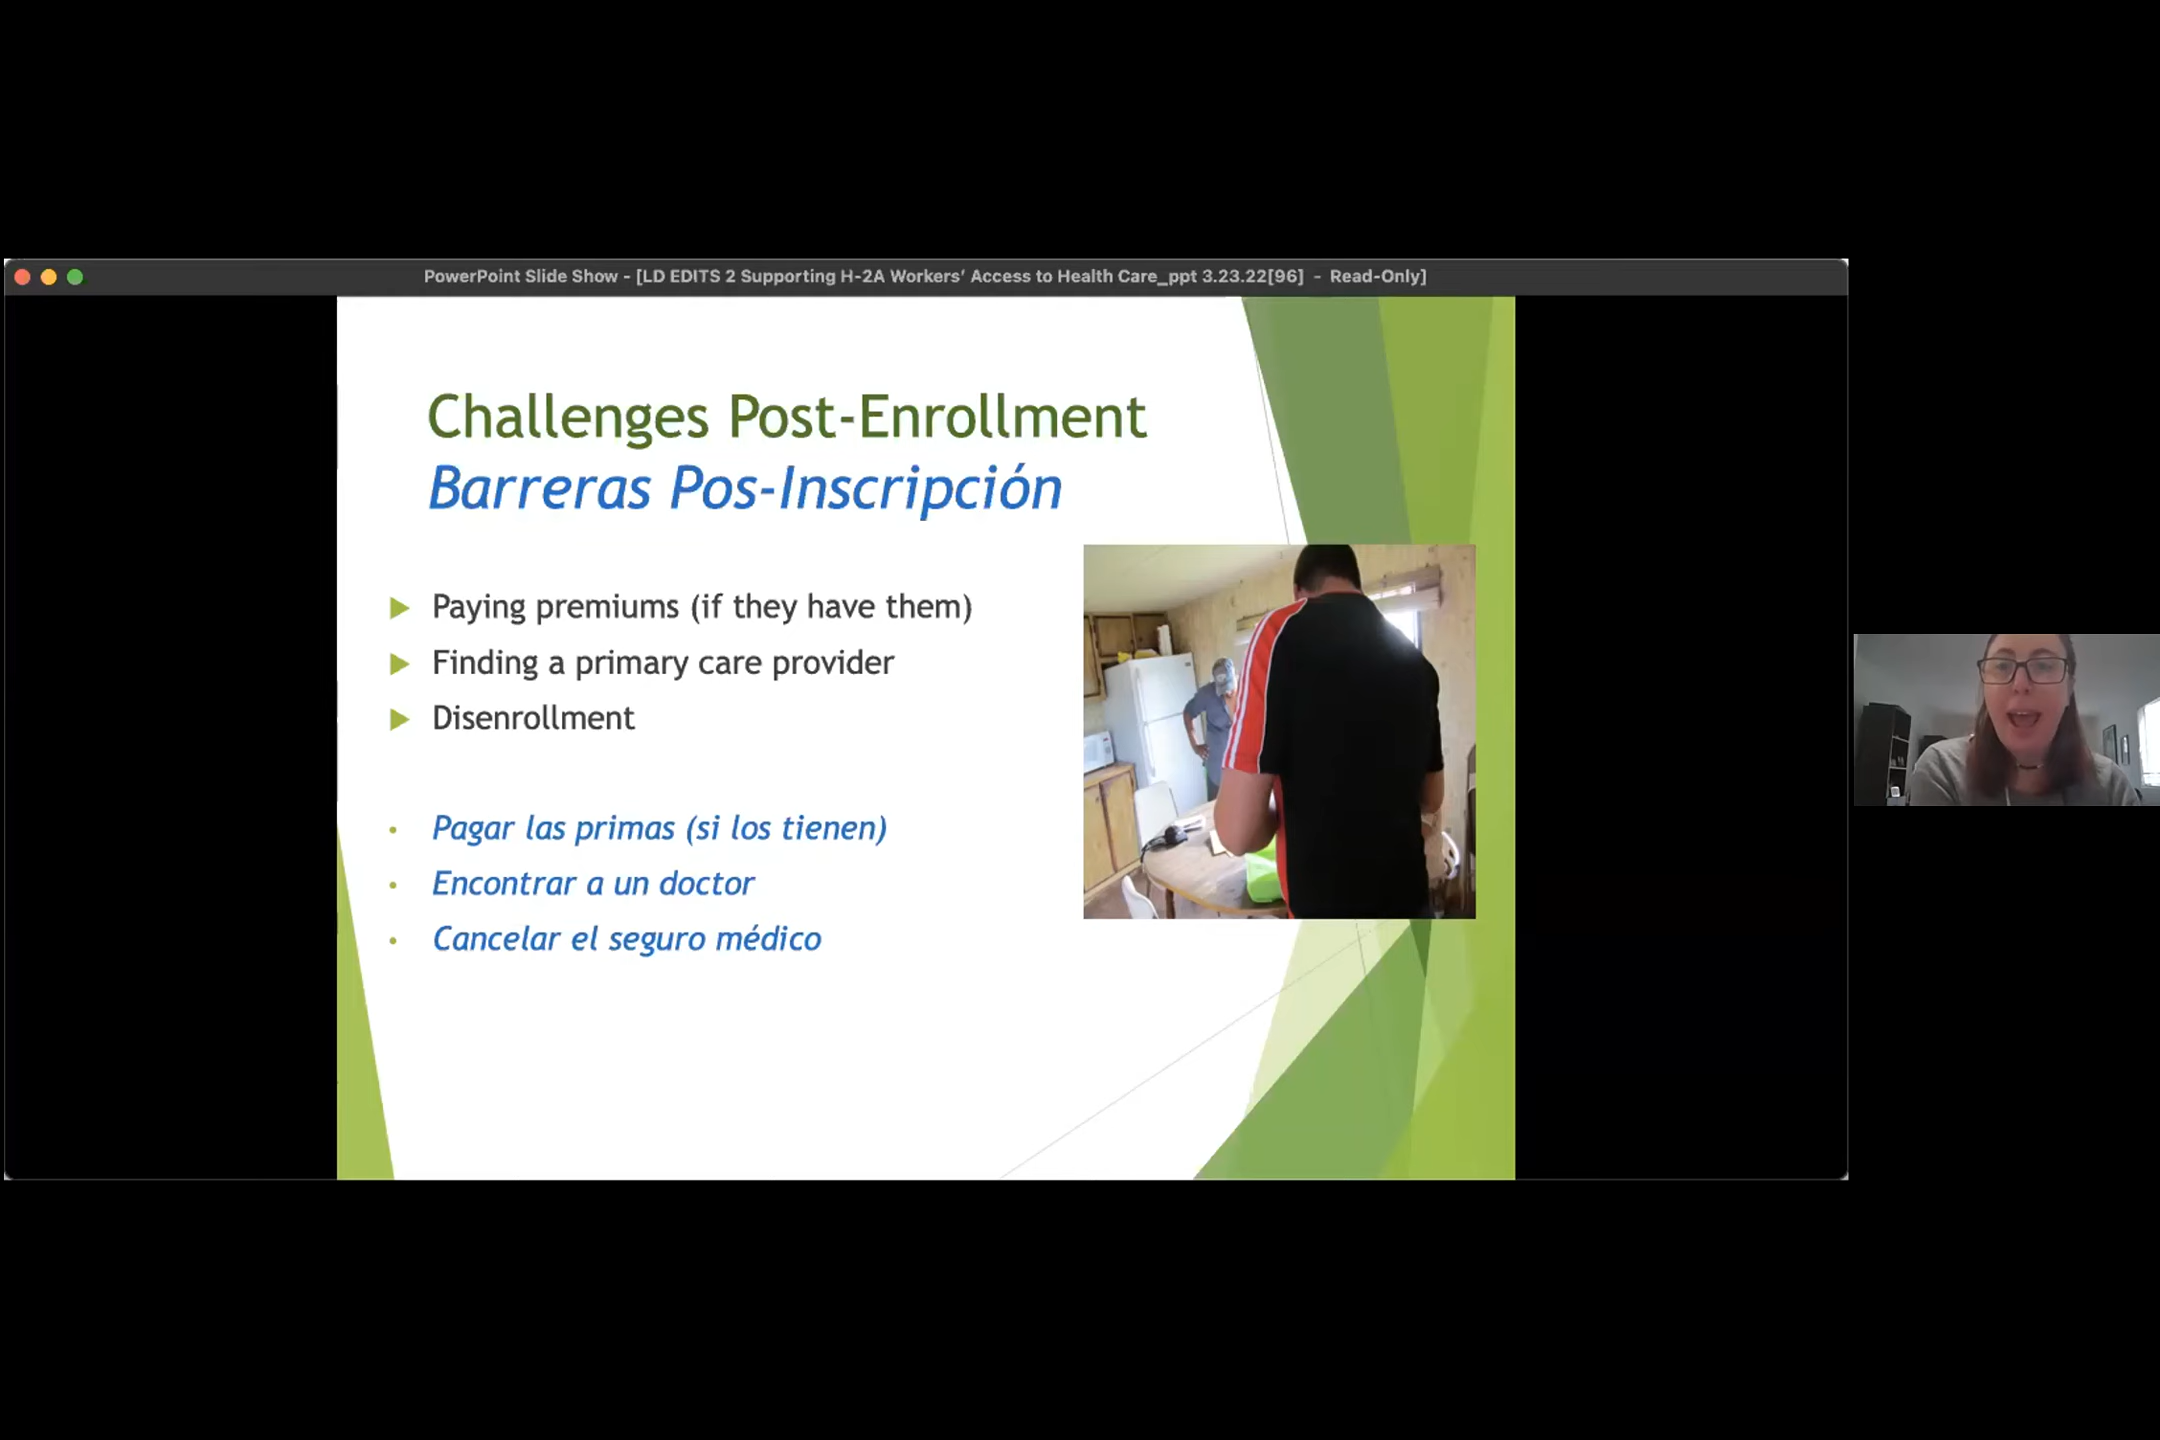 PowerPoint Slide Show - [LD EDITS 2 Supporting H-2A Workers’ Access to Health Care_ppt 3.23.22[96] - Read-Only]
Challenges Post-Enrollment
Barreras Pos-Inscripción
Paying premiums (if they have them)
Finding a primary care provider
Disenrollment
Pagar las primas (si los tienen)
Encontrar a un doctor
Cancelar el seguro médico